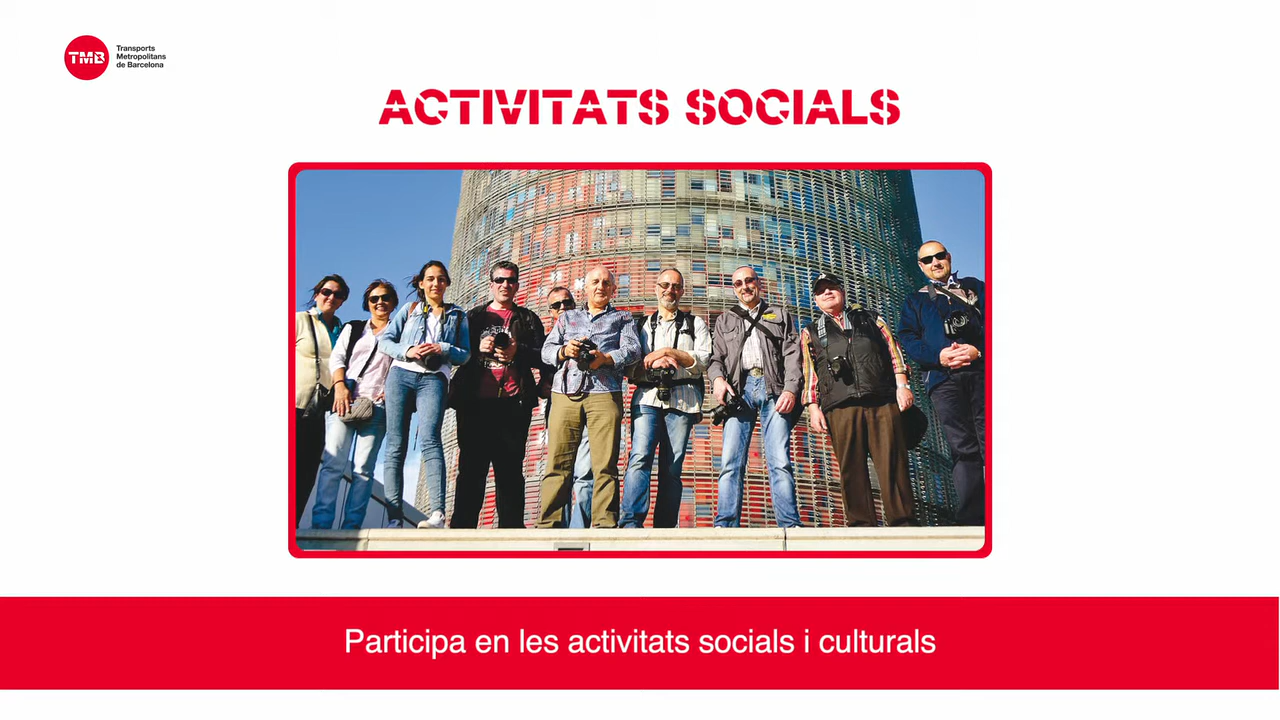 TMB
Transports
Metropolitans
de Barcelona
ACTIVITATS SOCIALS
Participa en les activitats socials i culturals